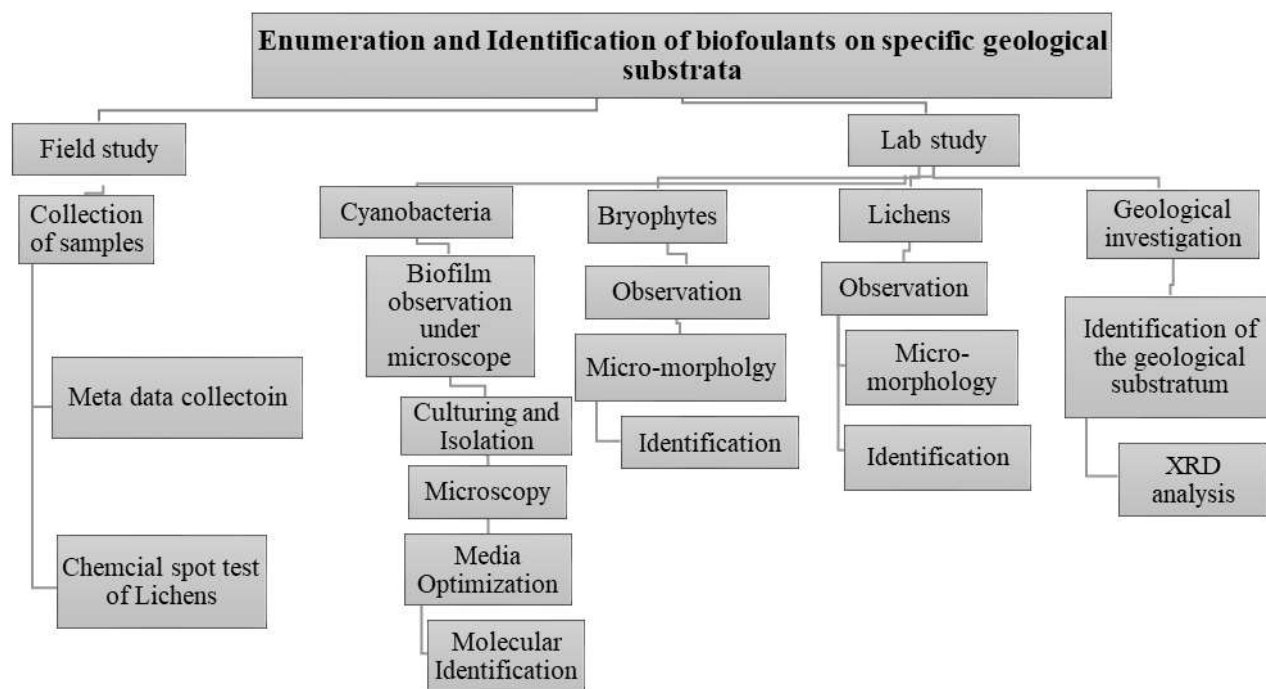 Enumeration and Identification of biofoulants on specific geological
substrata
Field study
Collection
of samples
Meta data collectoin
Chemcial spot test
of Lichens
Lab study
Cyanobacteria
Biofilm
observation
under
microscope
Culturing and
Isolation
Microscopy
Media
Optimization
Molecular
Identification
Bryophytes
Observation
Micro-morpholgy
Identification
Lichens
Observation
Micro-
morphology
Identification
Geological
investigation
Identification of
the geological
substratum
XRD
analysis